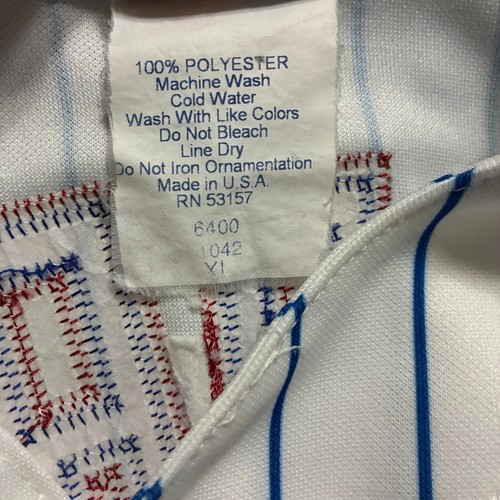 100% POLYESTER
Machine Wash
Cold Water
Wash With Like Colors
Do Not Bleach
Line Dry
Do Not Iron Ornamentation
Made in U.S.A.
RN 53157
6400
1042